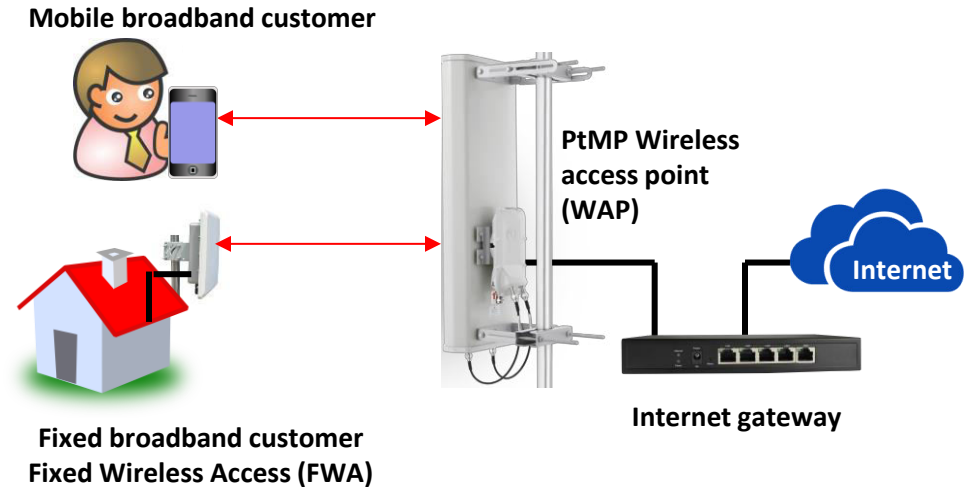 Mobile broadband customer
PtMP Wireless
access point
(WAP)
Internet
Internet gateway
Fixed broadband customer
Fixed Wireless Access (FWA)